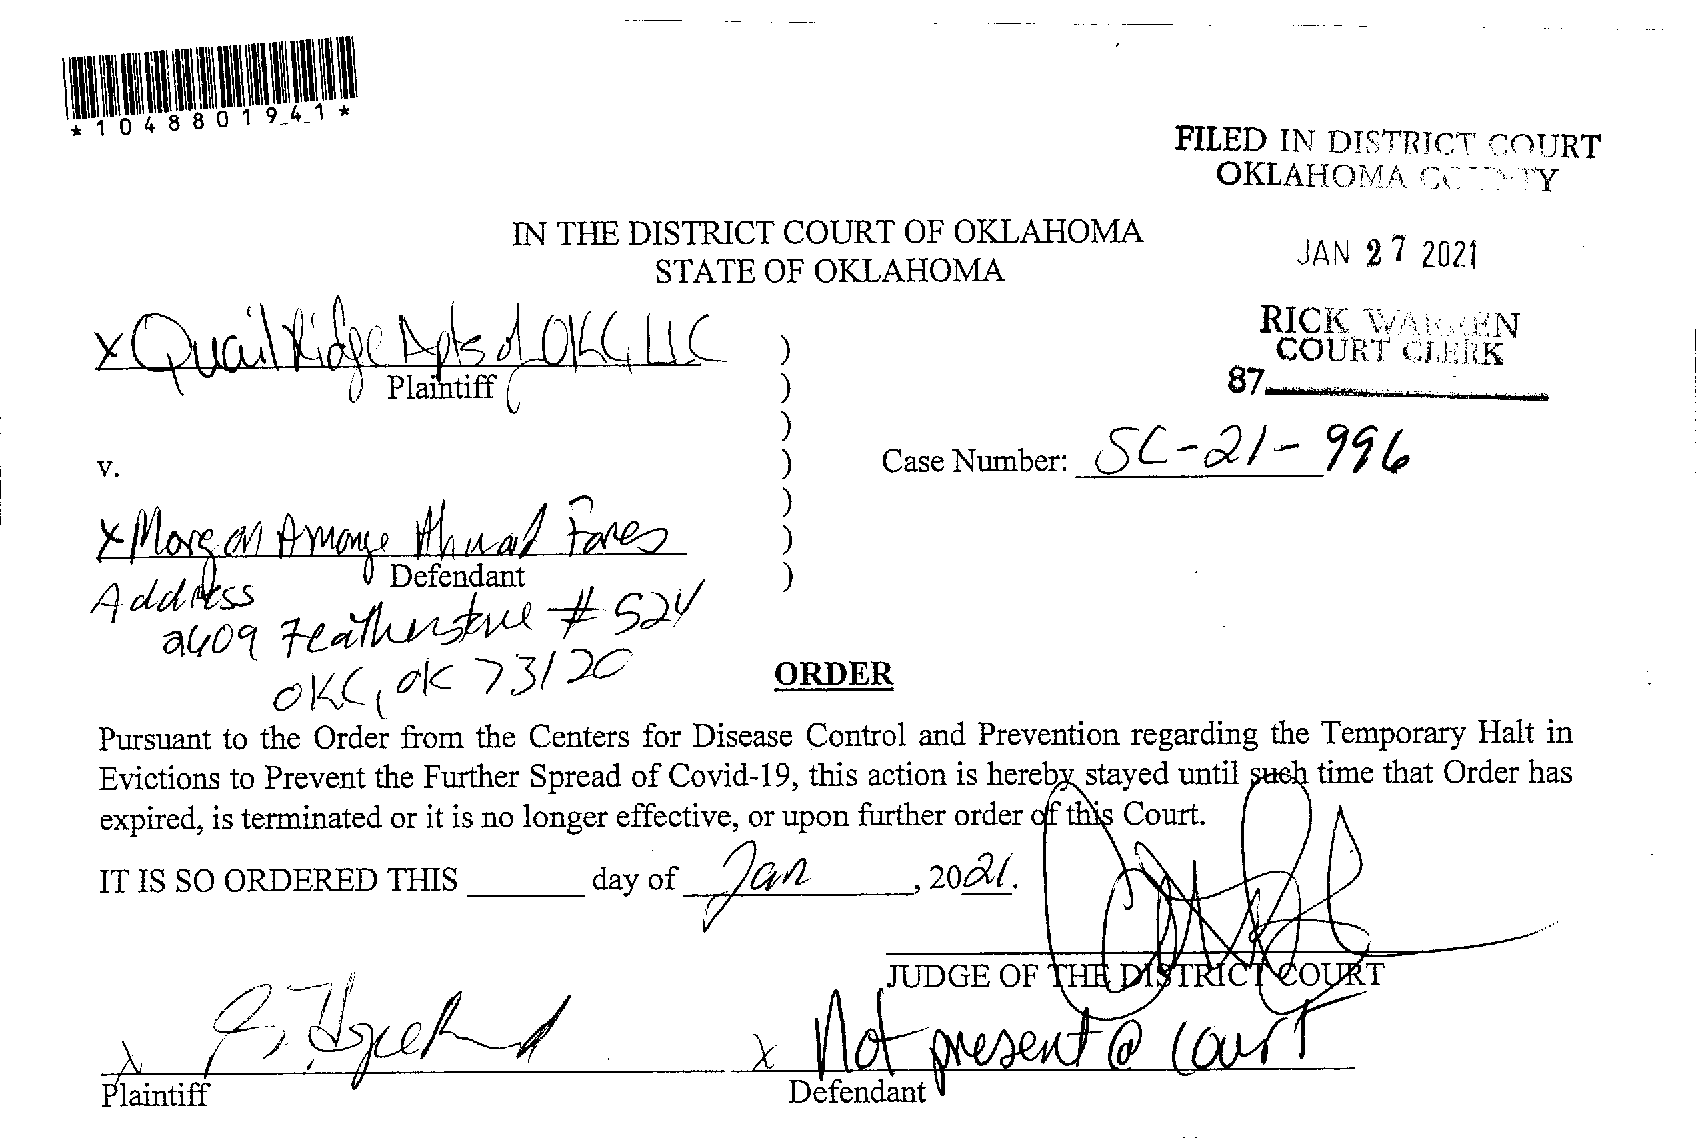 *10488019_4_1*
FILED IN DISTRICT COURT
OKLAHOMA COUNTY
JAN 27 2021
RICK WARREN
COURT CLERK
87
IN THE DISTRICT COURT OF OKLAHOMA
STATE OF OKLAHOMA
x Quail Ridge Apts of OKC, LLC )
Plaintiff )
)
v. )
Case Number: SC-21-996
)
x Morgan Amonye Fares )
Defendant )
Address
2609 Featherstone # 524
OKC, OK 73120
ORDER
Pursuant to the Order from the Centers for Disease Control and Prevention regarding the Temporary Halt in
Evictions to Prevent the Further Spread of Covid-19, this action is hereby stayed until such time that Order has
expired, is terminated or it is no longer effective, or upon further order of this Court.
IT IS SO ORDERED THIS ______ day of Jan, 2021.
JUDGE OF THE DISTRICT COURT
x
x Not present @ court
Plaintiff
Defendant